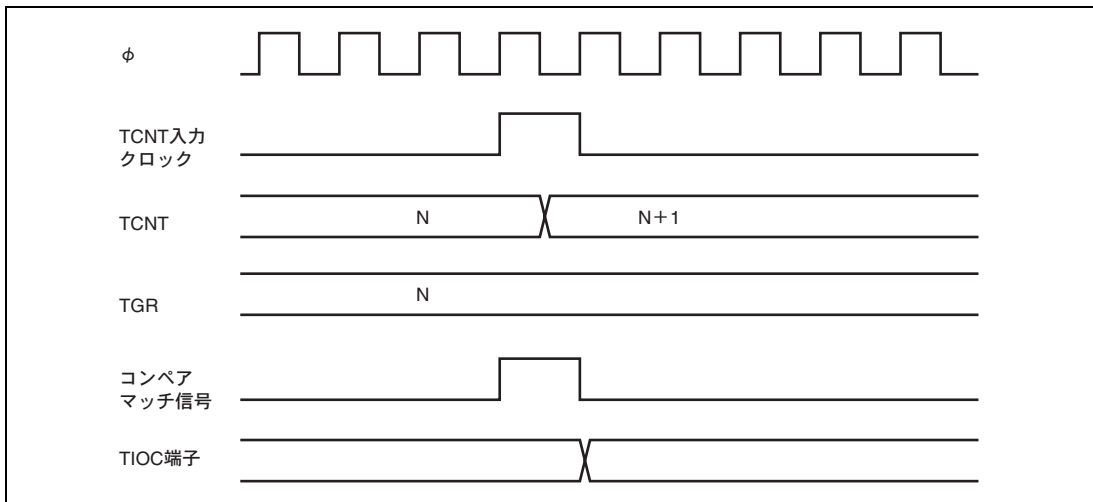 φ
TCNT入力
クロック
TCNT
N
N+1
TGR
N
コンペア
マッチ信号
TIOC端子